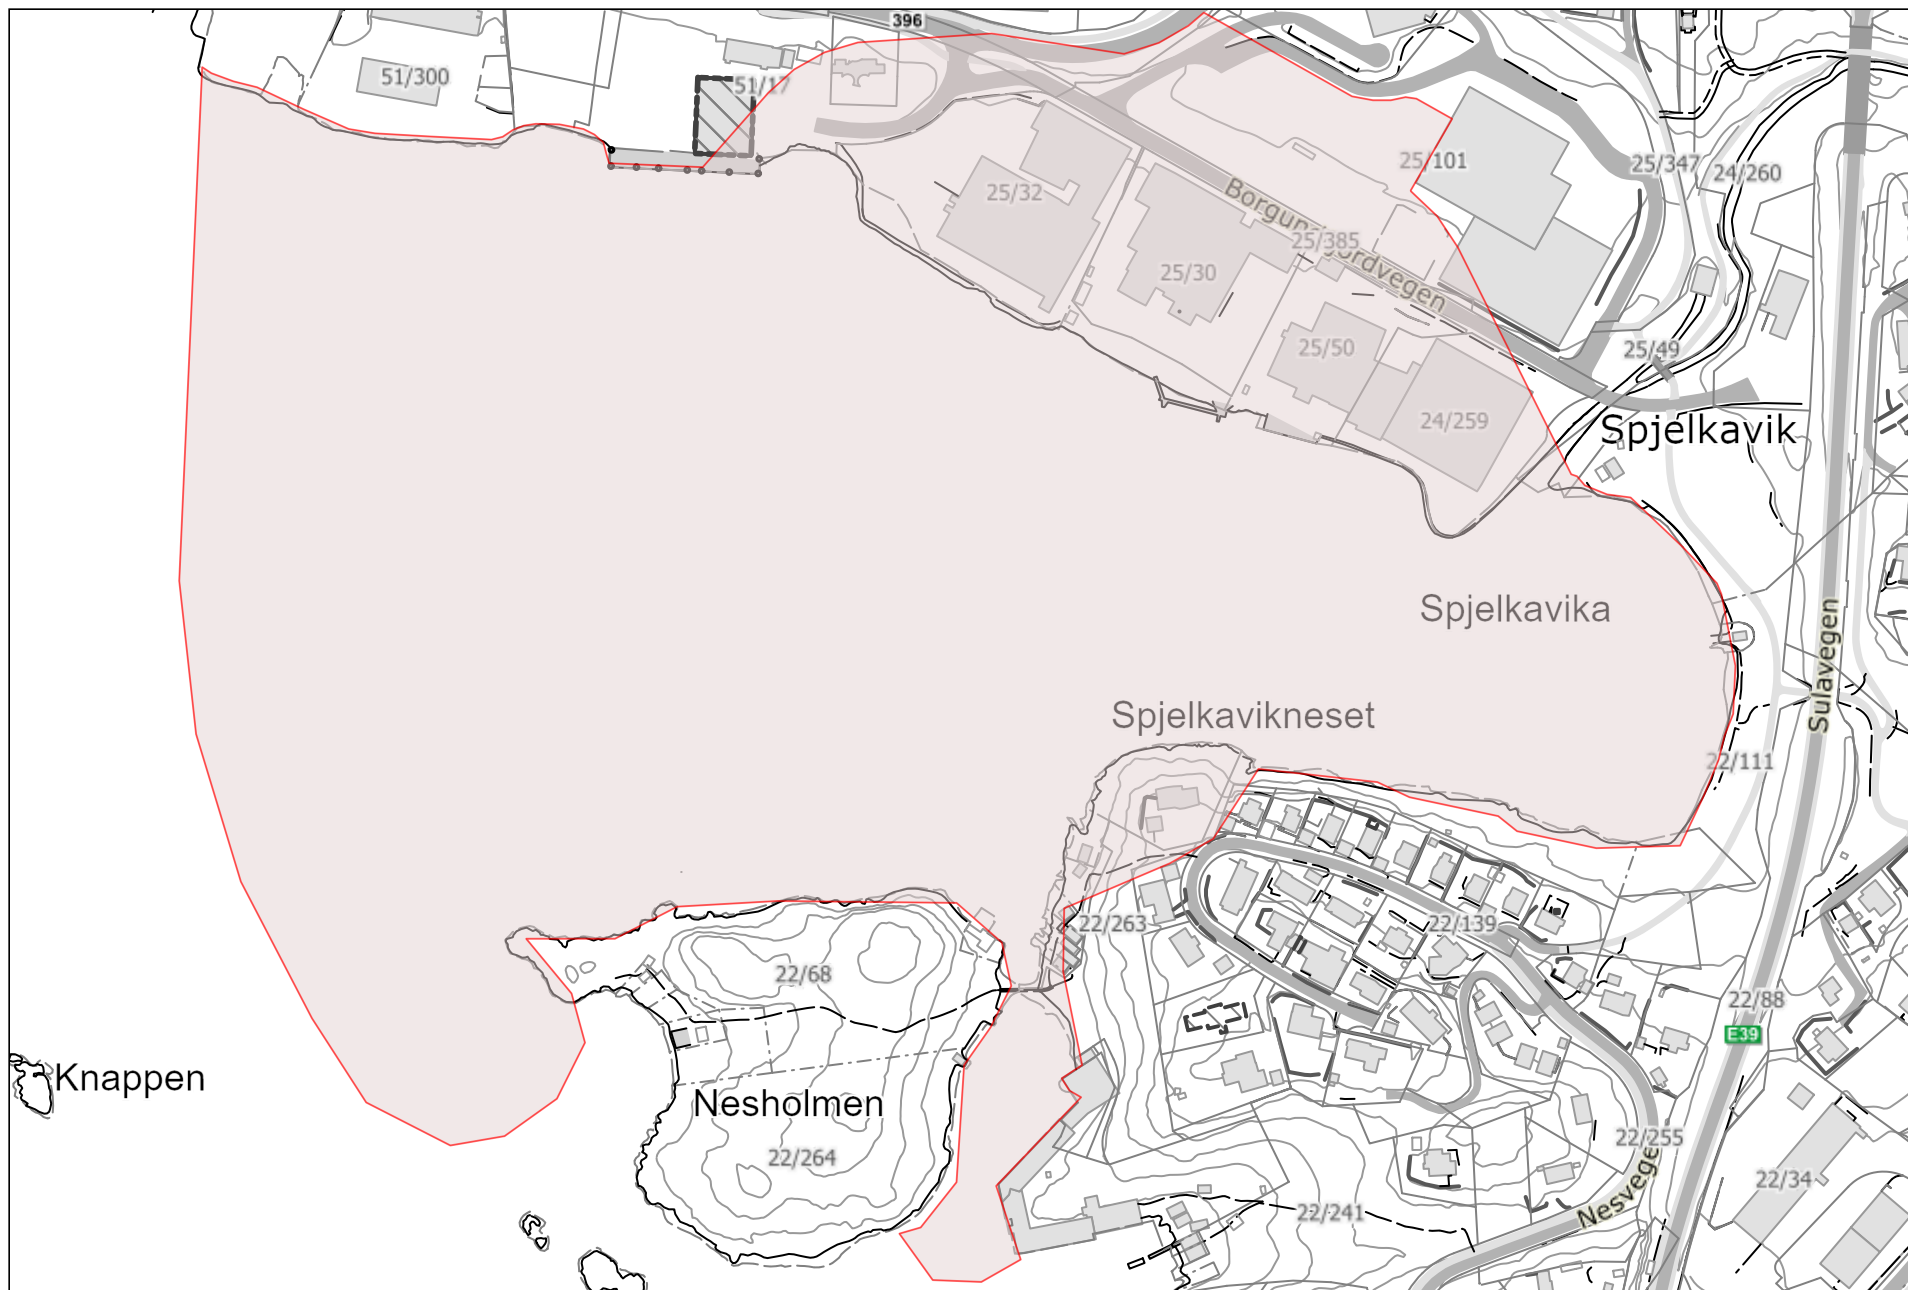 396
51/300
51/17
25/101
25/347
24/260
25/32
Borgundfjordvegen
25/385
25/30
25/50
25/49
24/259
Spjelkavik
Spjelkavika
Sulavegen
Spjelkavikneset
22/111
22/263
22/139
22/68
22/88
E39
Knappen
Nesholmen
22/255
22/264
22/34
Nesvegen
22/241